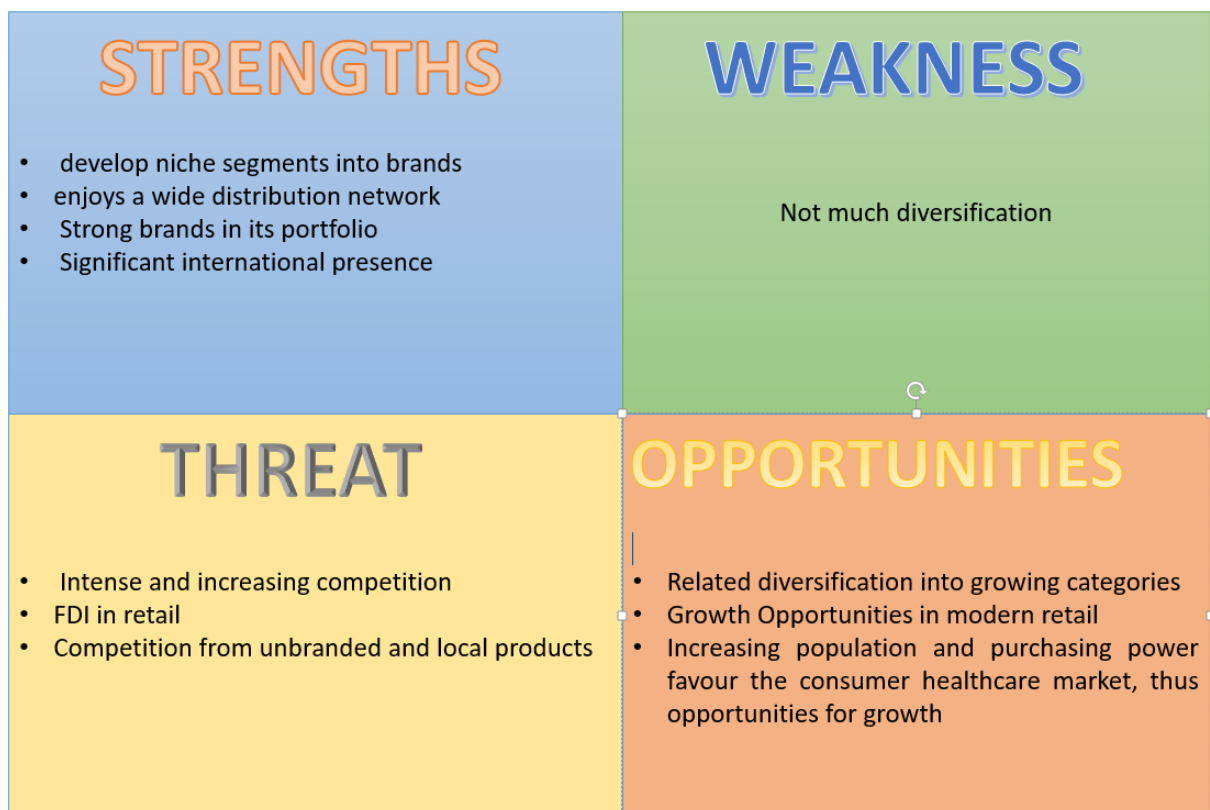 STRENGTHS
• develop niche segments into brands
• enjoys a wide distribution network
• Strong brands in its portfolio
• Significant international presence
WEAKNESS
Not much diversification
THREAT
• Intense and increasing competition
• FDI in retail
• Competition from unbranded and local products
OPPORTUNITIES
• Related diversification into growing categories
• Growth Opportunities in modern retail
• Increasing population and purchasing power
favour the consumer healthcare market, thus
opportunities for growth